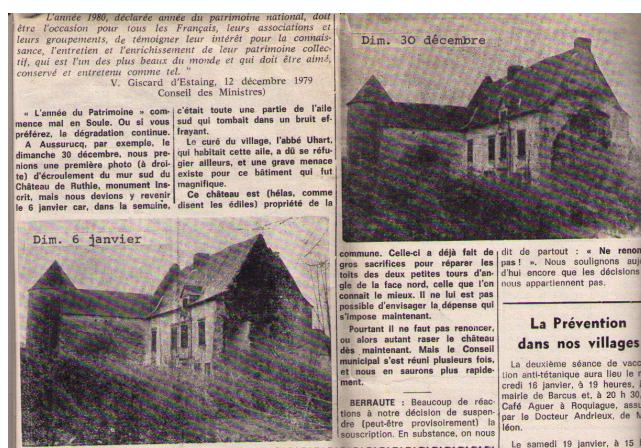 L'année 1980, déclarée année du patrimoine national, doit
être l'occasion pour tous les Français, leurs associations et
leurs groupements, de témoigner leur intérêt pour la connais-
sance, l'entretien et l'enrichissement de leur patrimoine collec-
tif, qui est l'un des plus beaux du monde et qui doit être aimé,
conservé et entretenu comme tel. "
V. Giscard d'Estaing, 12 décembre 1979
Conseil des Ministres)
« L'année du Patrimoine » com-
mence mal en Soule. Ou si vous
préférez, la dégradation continue.
A Aussurucq, par exemple, le
dimanche 30 décembre, nous pre-
nions une première photo (à droi-
te) d'écroulement du mur sud du
Château de Ruthie, monument Ins-
crit, mais nous devions y revenir
le 6 janvier car, dans la semaine,
c'était toute une partie de l'aile
sud qui tombait dans un bruit ef-
frayant.
Le curé du village, l'abbé Uhart,
qui habitait cette aile, a dû se réfu-
gier ailleurs, et une grave menace
existe pour ce bâtiment qui fut
magnifique.
Ce château est (hélas, comme
disent les édiles) propriété de la
Dim. 30 décembre
Dim. 6 janvier
commune. Celle-ci a déjà fait de
gros sacrifices pour réparer les
toits des deux petites tours d'an-
gle de la face nord, celle que l'on
connait le mieux. Il ne lui est pas
possible d'envisager la dépense qui
s'impose maintenant.
Pourtant il ne faut pas renoncer,
ou alors autant raser le château
dès maintenant. Mais le Conseil
municipal s'est réuni plusieurs fois,
et nous en saurons plus rapide-
ment.
BERRAUTE : Beaucoup de réac-
tions à notre décision de suspen-
dre (peut-être provisoirement) la
souscription. En substance, on nous
dit de partout : « Ne renon
pas ! ». Nous soulignons auj
d'hui encore que les décisions
nous appartiennent pas.
La Prévention
dans nos villages
La deuxième séance de vacc
tion anti-tétanique aura lieu le
credi 16 janvier, à 19 heures,
mairie de Barcus et, à 20 h 30,
Café Aguer à Roquiague, assu
par le Docteur Andrieux, de
léon.
Le samedi 19 janvier, à